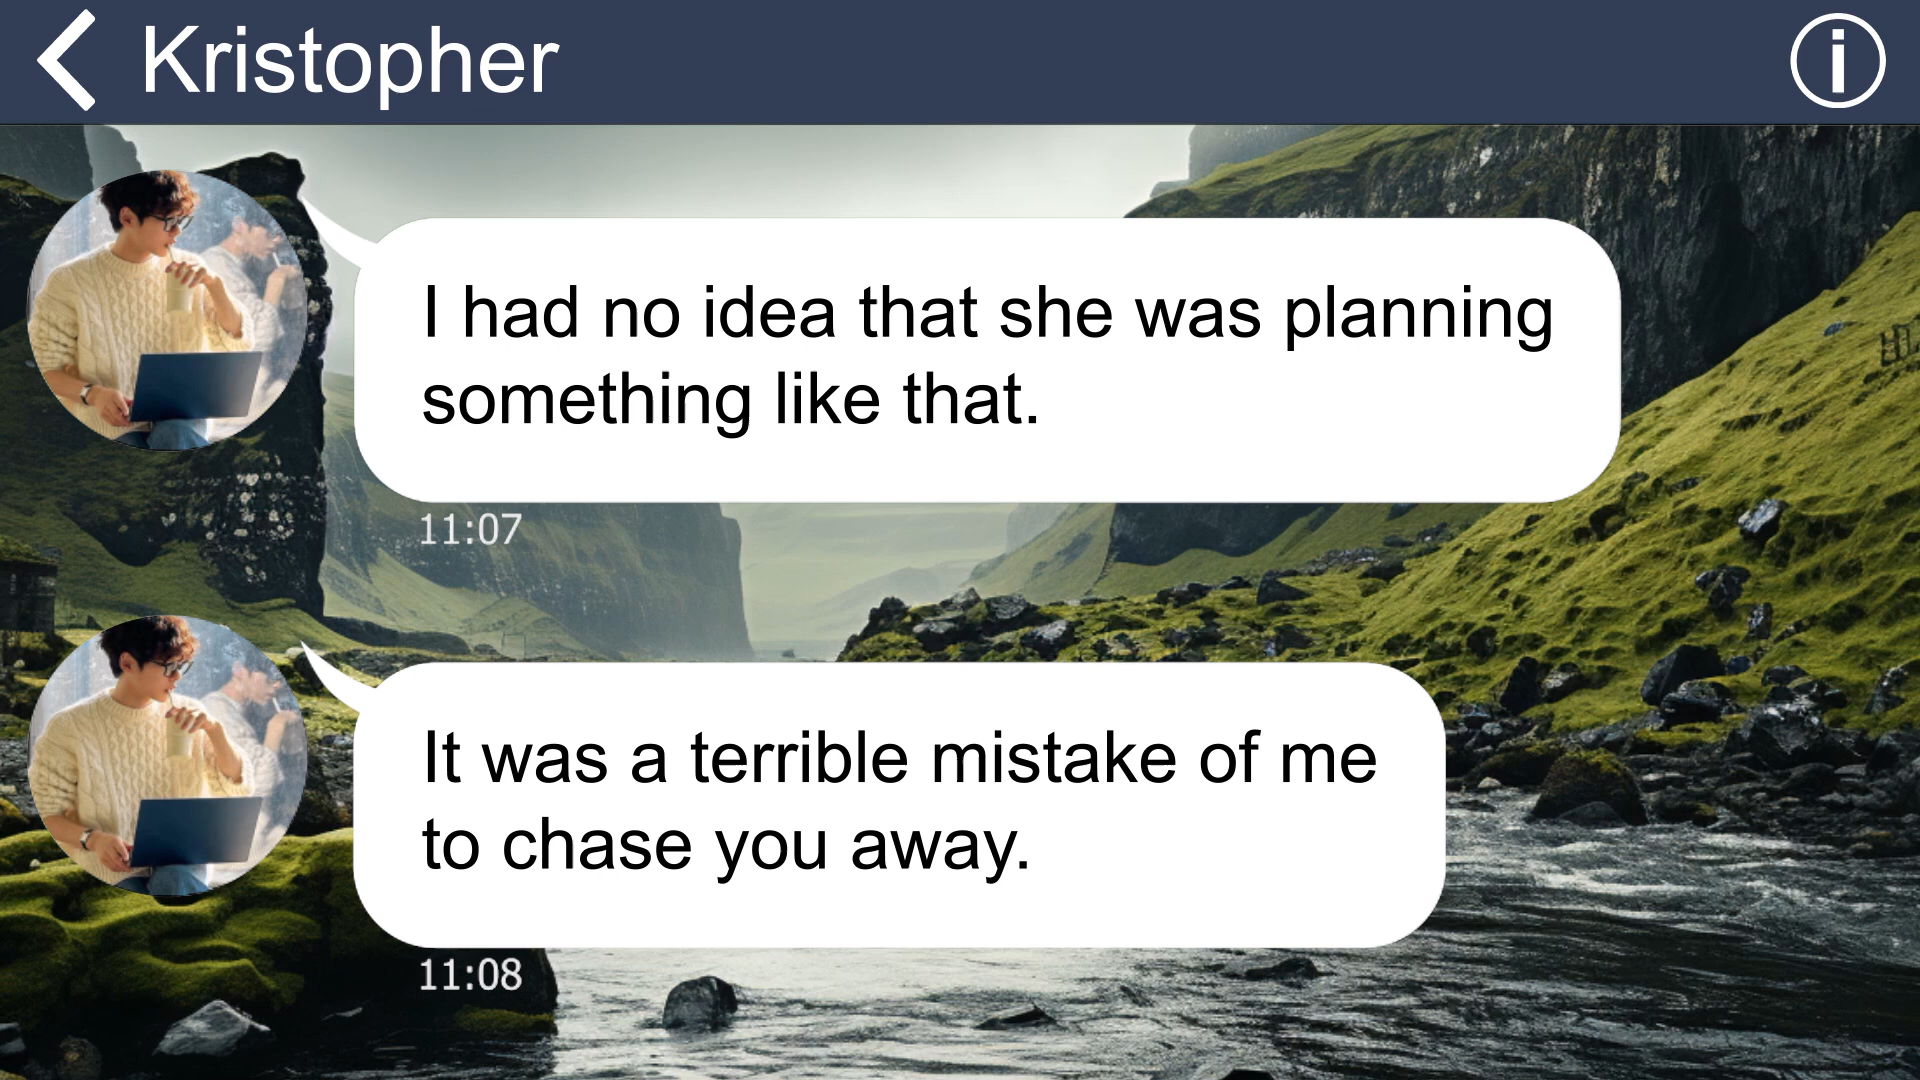 Kristopher
I had no idea that she was planning
something like that.
11:07
It was a terrible mistake of me
to chase you away.
11:08